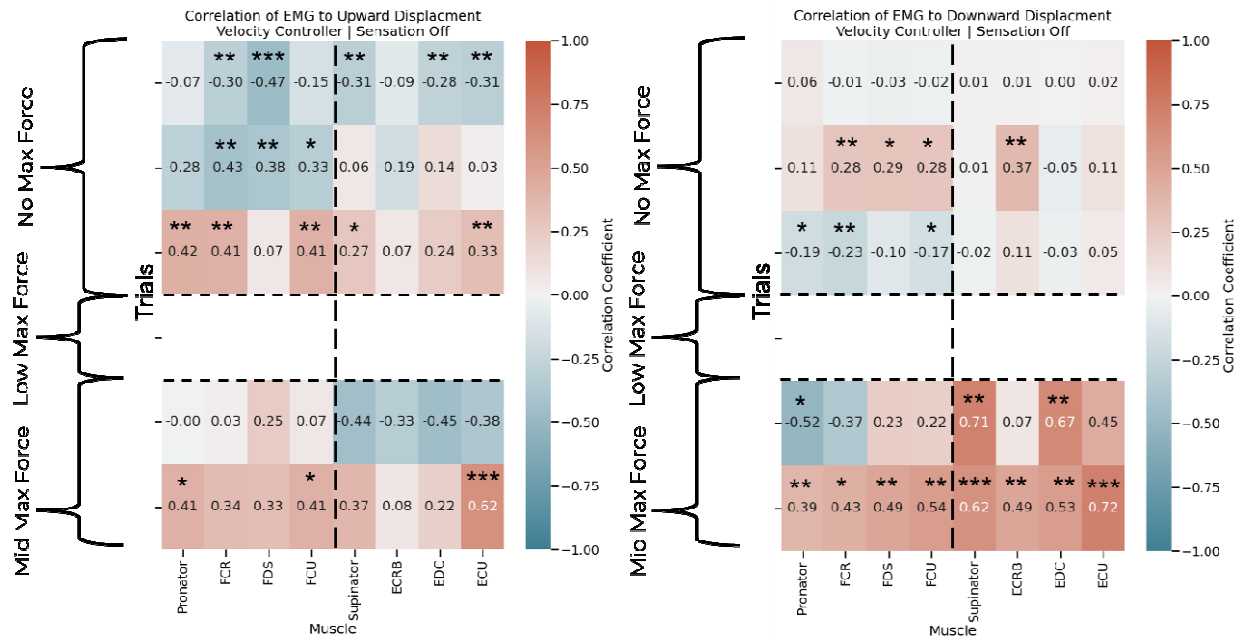 Correlation of EMG to Upward Displacment
Velocity Controller | Sensation Off
No Max Force
Low Max Force
Mid Max Force
Trials
** *** ** ** **
-0.07 -0.30 -0.47 -0.15 -0.31 -0.09 -0.28 -0.31
** ** *
0.28 0.43 0.38 0.33 0.06 0.19 0.14 0.03
** ** ** * **
0.42 0.41 0.07 0.41 0.27 0.07 0.24 0.33
-0.00 0.03 0.25 0.07 -0.44 -0.33 -0.45 -0.38
* * ***
0.41 0.34 0.33 0.41 0.37 0.08 0.22 0.62
Pronator FCR FDS FCU Supinator ECRB EDC ECU
Muscle
1.00
0.75
0.50
0.25
0.00
−0.25
−0.50
−0.75
−1.00
Correlation Coefficient
Correlation of EMG to Downward Displacment
Velocity Controller | Sensation Off
No Max Force
Low Max Force
Mio Max Force
Trials
0.06 -0.01 -0.03 -0.02 0.01 0.01 0.00 0.02
** * * **
0.11 0.28 0.29 0.28 0.01 0.37 -0.05 0.11
* ** *
-0.19 -0.23 -0.10 -0.17 -0.02 0.11 -0.03 0.05
* ** **
-0.52 -0.37 0.23 0.22 0.71 0.07 0.67 0.45
** * ** ** *** ** ** ***
0.39 0.43 0.49 0.54 0.62 0.49 0.53 0.72
Pronator FCR FDS FCU Supinator ECRB EDC ECU
Muscle
1.00
0.75
0.50
0.25
0.00
−0.25
−0.50
−0.75
−1.00
Correlation Coefficient